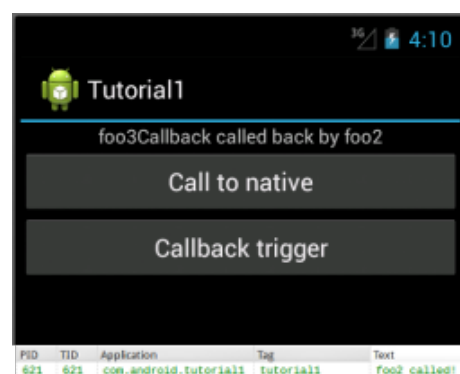 3G 4:10
Tutorial1
foo3Callback called back by foo2
Call to native
Callback trigger
PID TID Application Tag Text
621 621 com.android.tutorial1 tutorial1 foo2 called!